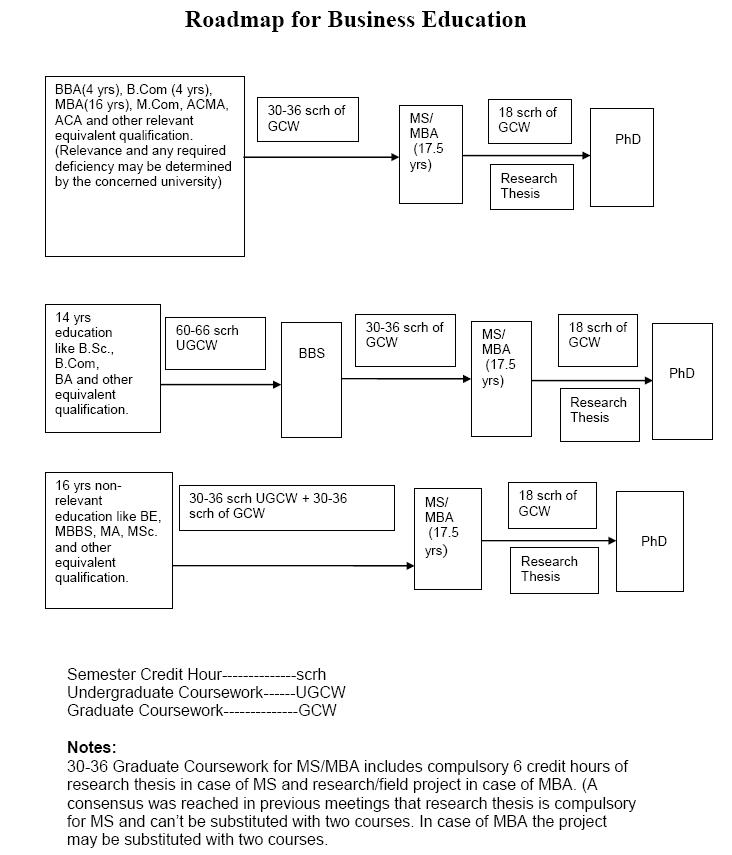 Roadmap for Business Education
BBA(4 yrs), B.Com (4 yrs),
MBA(16 yrs), M.Com, ACMA,
ACA and other relevant
equivalent qualification.
(Relevance and any required
deficiency may be determined
by the concerned university)
30-36 scrh of
GCW
MS/
MBA
(17.5
yrs)
18 scrh of
GCW
Research
Thesis
PhD
14 yrs
education
like B.Sc.,
B.Com,
BA and other
equivalent
qualification.
60-66 scrh
UGCW
BBS
30-36 scrh of
GCW
MS/
MBA
(17.5
yrs)
18 scrh of
GCW
Research
Thesis
PhD
16 yrs non-
relevant
education like BE,
MBBS, MA, MSc.
and other
equivalent
qualification.
30-36 scrh UGCW + 30-36
scrh of GCW
MS/
MBA
(17.5
yrs)
18 scrh of
GCW
Research
Thesis
PhD
Semester Credit Hour--------------scrh
Undergraduate Coursework------UGCW
Graduate Coursework--------------GCW
Notes:
30-36 Graduate Coursework for MS/MBA includes compulsory 6 credit hours of
research thesis in case of MS and research/field project in case of MBA. (A
consensus was reached in previous meetings that research thesis is compulsory
for MS and can't be substituted with two courses. In case of MBA the project
may be substituted with two courses.